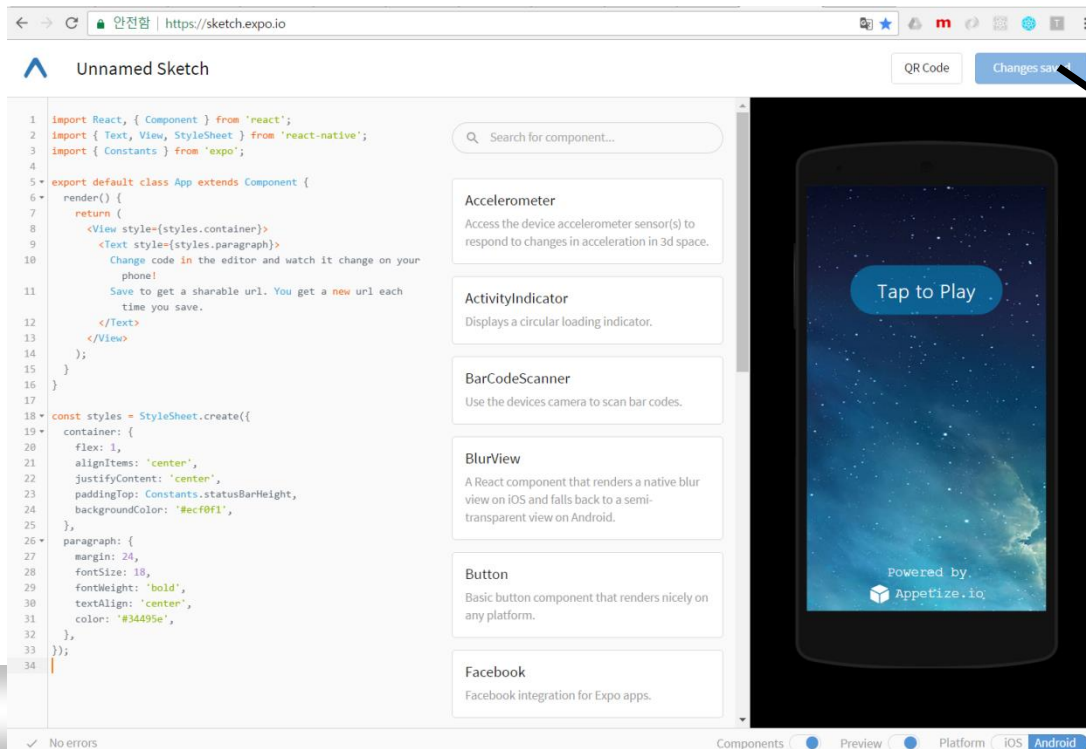 안전함 | https://sketch.expo.io
Unnamed Sketch
QR Code
Changes saved
1 import React, { Component } from 'react';
2 import { Text, View, StyleSheet } from 'react-native';
3 import { Constants } from 'expo';
4
5 export default class App extends Component {
6 render() {
7 return (
8 <View style={styles.container}>
9 <Text style={styles.paragraph}>
10 Change code in the editor and watch it change on your
phone!
11 Save to get a sharable url. You get a new url each
time you save.
12 </Text>
13 </View>
14 );
15 }
16 }
17
18 const styles = StyleSheet.create({
19 container: {
20 flex: 1,
21 alignItems: 'center',
22 justifyContent: 'center',
23 paddingTop: Constants.statusBarHeight,
24 backgroundColor: '#ecf0f1',
25 },
26 paragraph: {
27 margin: 24,
28 fontSize: 18,
29 fontWeight: 'bold',
30 textAlign: 'center',
31 color: '#34495e',
32 },
33 });
34
Search for component...
Accelerometer
Access the device accelerometer sensor(s) to
respond to changes in acceleration in 3d space.
ActivityIndicator
Displays a circular loading indicator.
BarCodeScanner
Use the devices camera to scan bar codes.
BlurView
A React component that renders a native blur
view on iOS and falls back to a semi-
transparent view on Android.
Button
Basic button component that renders nicely on
any platform.
Facebook
Facebook integration for Expo apps.
Tap to Play
Powered by
Appetize.io
No errors
Components
Preview
Platform
iOS
Android